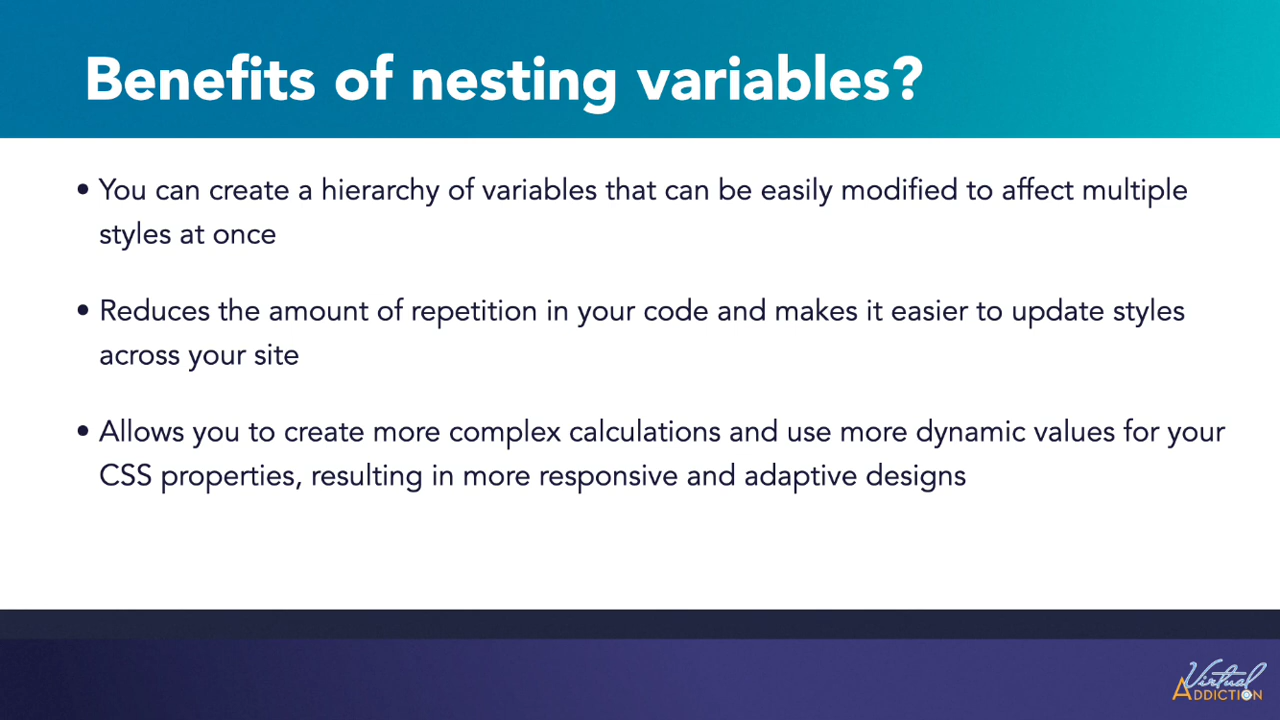 Benefits of nesting variables?
• You can create a hierarchy of variables that can be easily modified to affect multiple
styles at once
• Reduces the amount of repetition in your code and makes it easier to update styles
across your site
• Allows you to create more complex calculations and use more dynamic values for your
CSS properties, resulting in more responsive and adaptive designs
Virtual
ADDICTION